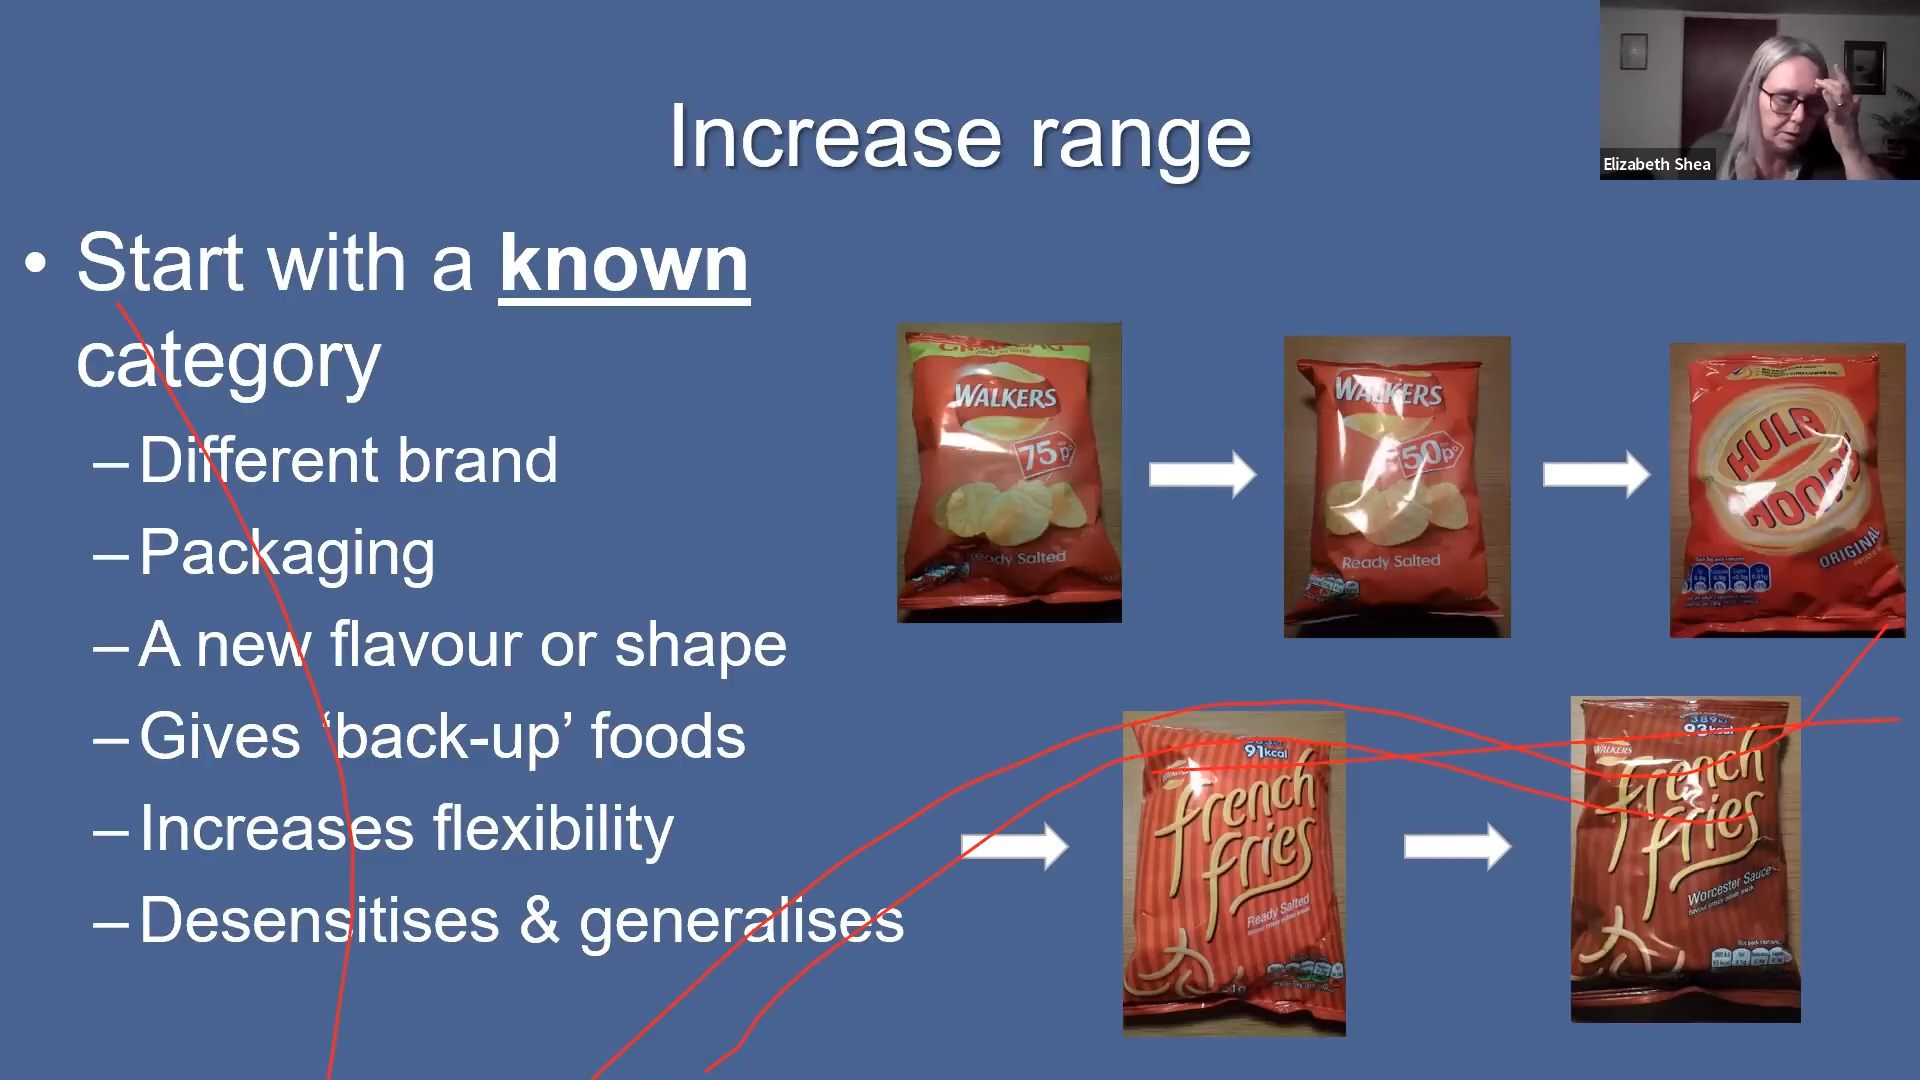 Increase range
Elizabeth Shea
• Start with a known
category
– Different brand
– Packaging
– A new flavour or shape
– Gives ‘back-up’ foods
– Increases flexibility
– Desensitises & generalises
WALKERS
75p
Ready Salted
WALKERS
50p
Ready Salted
HULA
HOOPS
ORIGINAL
91kcal
french
fries
Ready Salted
93kcal
WALKERS
French
fries
Worcester Sauce